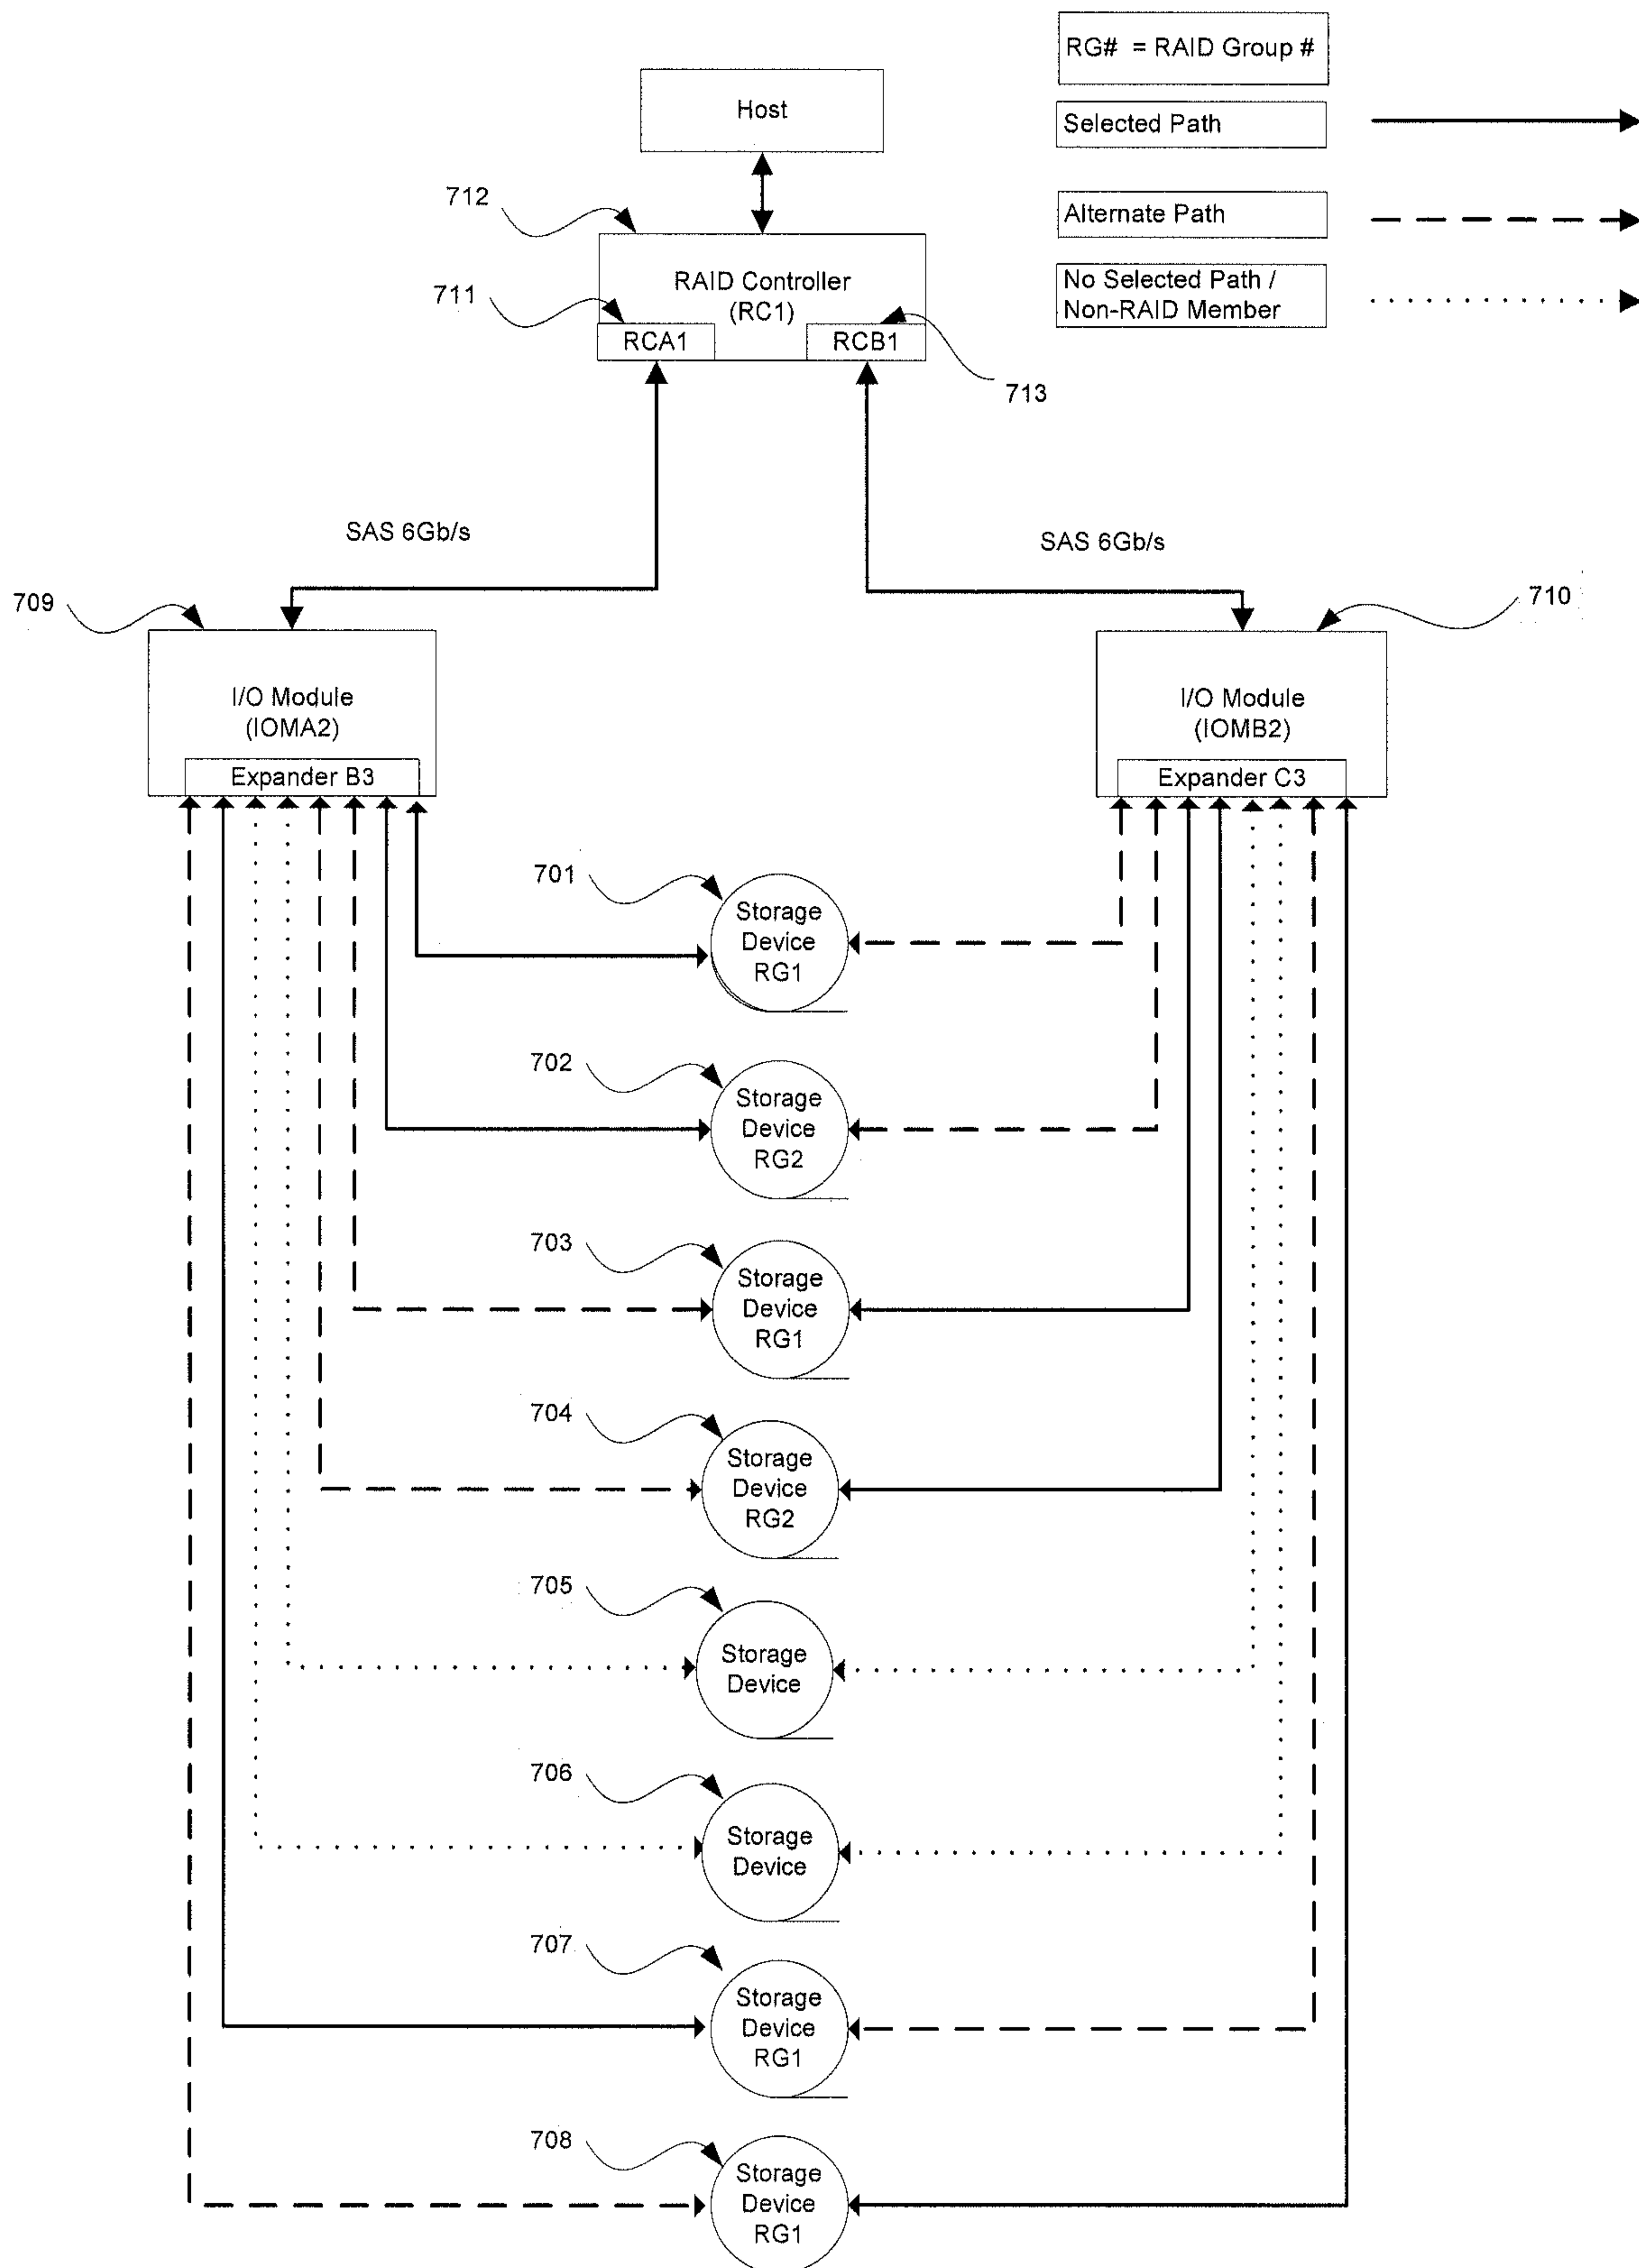 RG# = RAID Group #
Host
Selected Path
712
Alternate Path
RAID Controller
(RC1)
711
No Selected Path /
Non-RAID Member
RCA1
RCB1
713
SAS 6Gb/s
SAS 6Gb/s
709
710
I/O Module
(IOMA2)
I/O Module
(IOMB2)
Expander B3
Expander C3
701
Storage
Device
RG1
702
Storage
Device
RG2
703
Storage
Device
RG1
704
Storage
Device
RG2
705
Storage
Device
706
Storage
Device
707
Storage
Device
RG1
708
Storage
Device
RG1